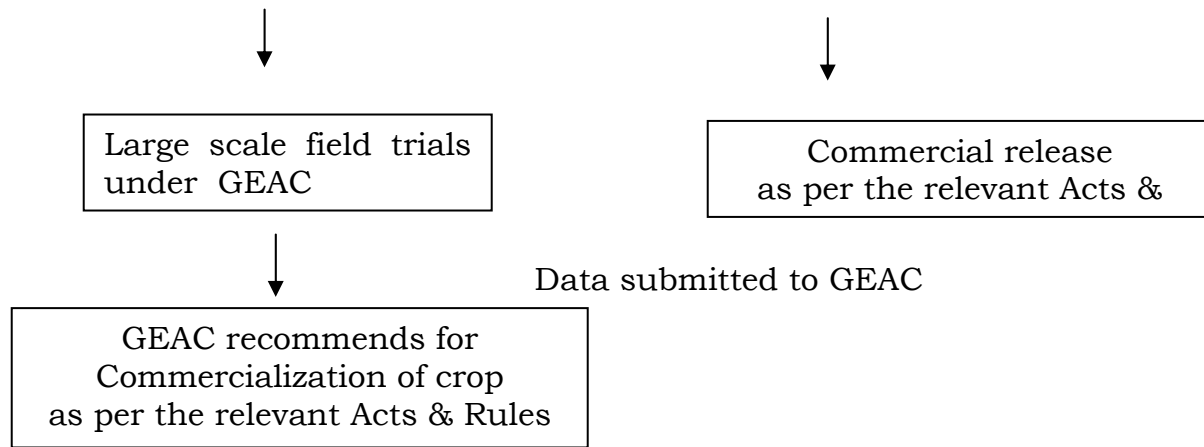 Large scale field trials
under GEAC
Commercial release
as per the relevant Acts &
Data submitted to GEAC
GEAC recommends for
Commercialization of crop
as per the relevant Acts & Rules